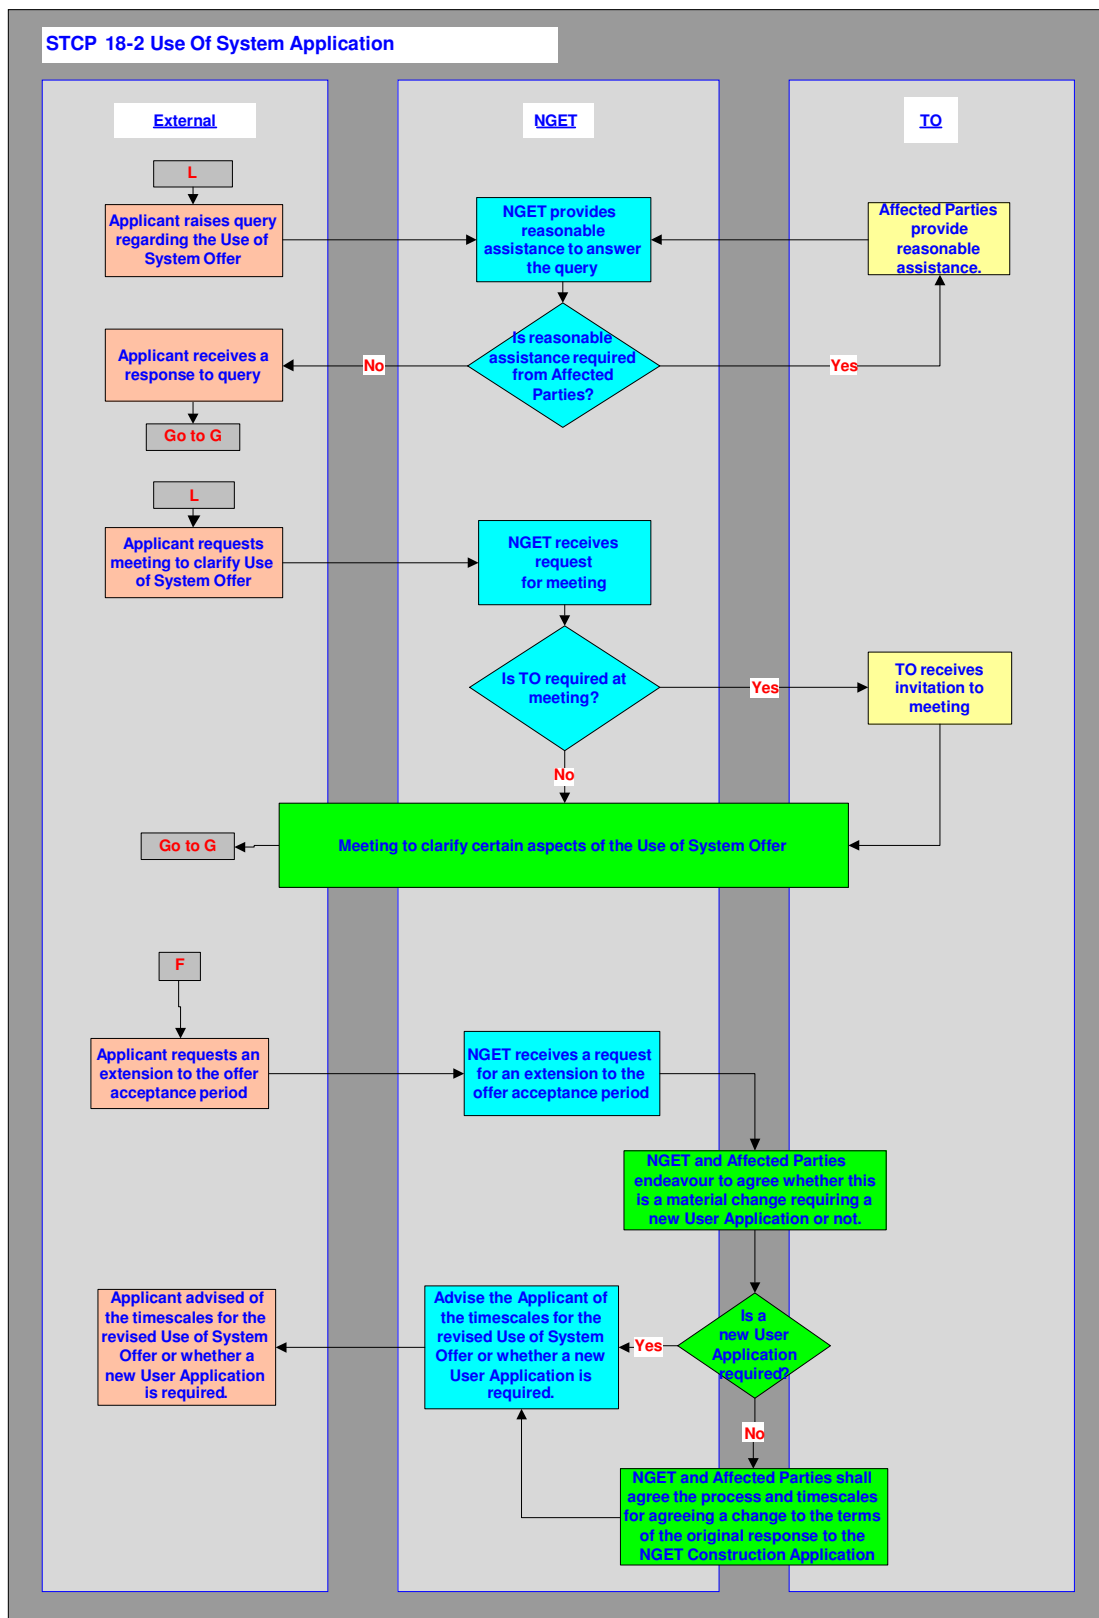 STCP 18-2 Use Of System Application
External
NGET
TO
L
Applicant raises query
regarding the Use of
System Offer
NGET provides
reasonable
assistance to answer
the query
Affected Parties
provide
reasonable
assistance.
Is reasonable
assistance required
from Affected
Parties?
No
Yes
Applicant receives a
response to query
Go to G
L
Applicant requests
meeting to clarify Use
of System Offer
NGET receives
request
for meeting
Is TO required at
meeting?
Yes
TO receives
invitation to
meeting
No
Meeting to clarify certain aspects of the Use of System Offer
Go to G
F
Applicant requests an
extension to the offer
acceptance period
NGET receives a request
for an extension to the
offer acceptance period
NGET and Affected Parties
endeavour to agree whether this
is a material change requiring a
new User Application or not.
Is a
new User
Application
required?
Yes
Advise the Applicant of
the timescales for the
revised Use of System
Offer or whether a new
User Application is
required.
Applicant advised of
the timescales for the
revised Use of System
Offer or whether a
new User Application
is required.
No
NGET and Affected Parties shall
agree the process and timescales
for agreeing a change to the terms
of the original response to the
NGET Construction Application